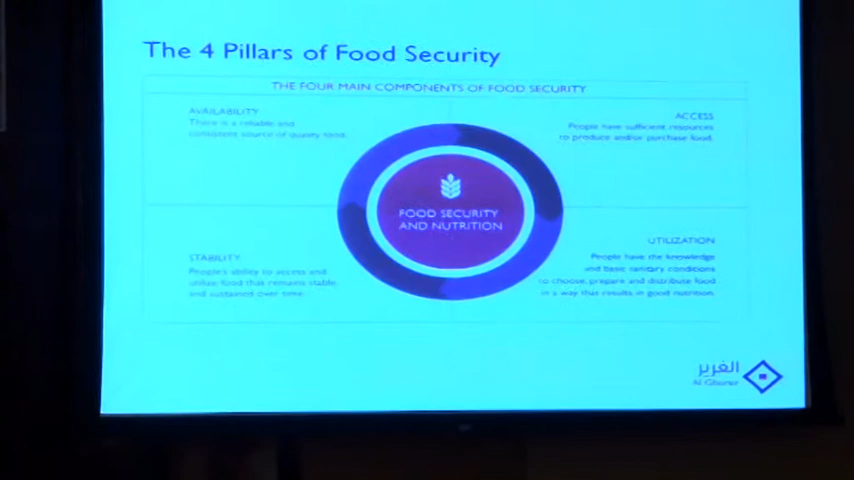 The 4 Pillars of Food Security
THE FOUR MAIN COMPONENTS OF FOOD SECURITY
AVAILABILITY
There is a reliable and
consistent source of quality food.
ACCESS
People have sufficient resources
to produce and/or purchase food.
FOOD SECURITY
AND NUTRITION
STABILITY
People's ability to access and
utilize food that remains stable
and sustained over time.
UTILIZATION
People have the knowledge
and basic sanitary conditions
to choose, prepare and distribute food
in a way that results in good nutrition.
الغرير
Al Ghurair